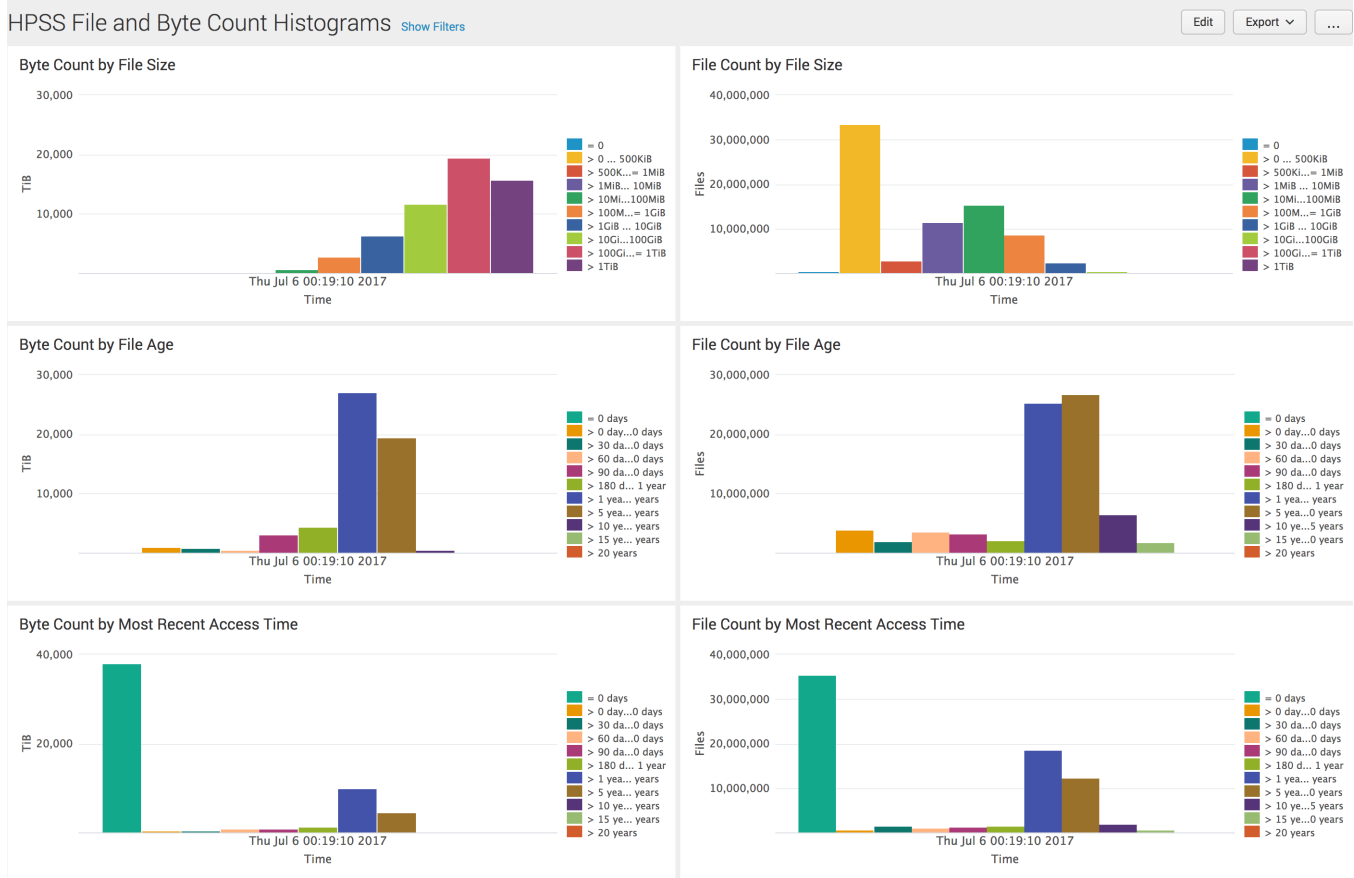 HPSS File and Byte Count Histograms Show Filters
Edit
Export
...
Byte Count by File Size
30,000
20,000
10,000
TiB
Thu Jul 6 00:19:10 2017
Time
= 0
> 0 ... 500KiB
> 500K...= 1MiB
> 1MiB... 10MiB
> 10Mi...100MiB
> 100M...= 1GiB
> 1GiB ... 10GiB
> 10Gi...100GiB
> 100Gi...= 1TiB
> 1TiB
File Count by File Size
40,000,000
30,000,000
20,000,000
10,000,000
Files
Thu Jul 6 00:19:10 2017
Time
= 0
> 0 ... 500KiB
> 500Ki...= 1MiB
> 1MiB ... 10MiB
> 10Mi...100MiB
> 100M...= 1GiB
> 1GiB ... 10GiB
> 10Gi...100GiB
> 100Gi...= 1TiB
> 1TiB
Byte Count by File Age
30,000
20,000
10,000
TiB
Thu Jul 6 00:19:10 2017
Time
= 0 days
> 0 day...0 days
> 30 da...0 days
> 60 da...0 days
> 90 da...0 days
> 180 d... 1 year
> 1 yea... years
> 5 yea... years
> 10 ye... years
> 15 ye... years
> 20 years
File Count by File Age
30,000,000
20,000,000
10,000,000
Files
Thu Jul 6 00:19:10 2017
Time
= 0 days
> 0 day...0 days
> 30 da...0 days
> 60 da...0 days
> 90 da...0 days
> 180 d... 1 year
> 1 yea... years
> 5 yea...0 years
> 10 ye...5 years
> 15 ye...0 years
> 20 years
Byte Count by Most Recent Access Time
40,000
20,000
TiB
Thu Jul 6 00:19:10 2017
Time
= 0 days
> 0 day...0 days
> 30 da...0 days
> 60 da...0 days
> 90 da...0 days
> 180 d... 1 year
> 1 yea... years
> 5 yea... years
> 10 ye... years
> 15 ye... years
> 20 years
File Count by Most Recent Access Time
40,000,000
30,000,000
20,000,000
10,000,000
Files
Thu Jul 6 00:19:10 2017
Time
= 0 days
> 0 day...0 days
> 30 da...0 days
> 60 da...0 days
> 90 da...0 days
> 180 d... 1 year
> 1 yea... years
> 5 yea...0 years
> 10 ye...5 years
> 15 ye...0 years
> 20 years